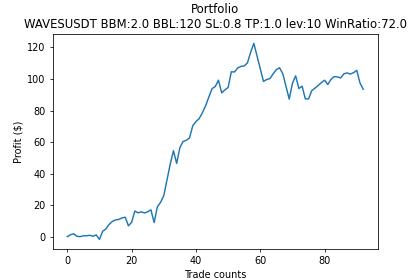 Portfolio
WAVESUSDT BBM:2.0 BBL:120 SL:0.8 TP:1.0 lev:10 WinRatio:72.0
120
100
80
60
40
20
0
Profit ($)
0 20 40 60 80
Trade counts